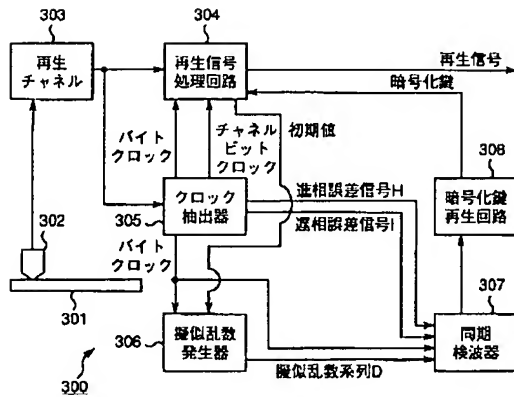 303
再生
チャネル
304
再生信号
処理回路
再生信号
暗号化鍵
バイト
クロック
チャネル
ビット
クロック
初期値
308
暗号化鍵
再生回路
302
301
305
クロック
抽出器
進相誤差信号H
遅相誤差信号I
バイト
クロック
307
同期
検波器
306
擬似乱数
発生器
擬似乱数系列D
300